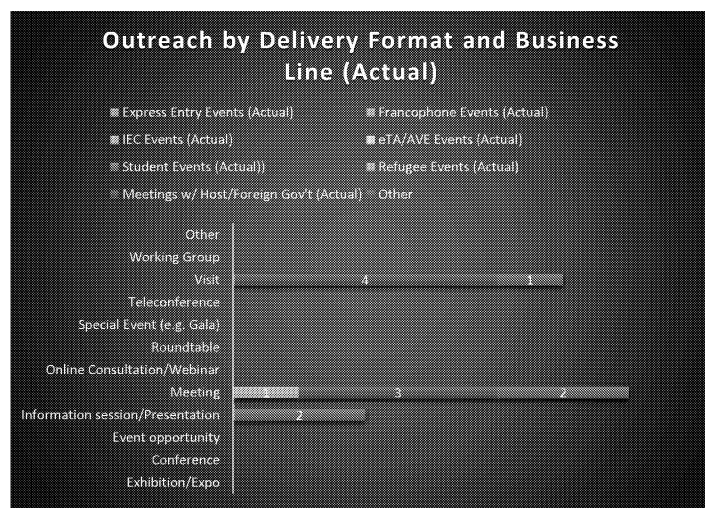 Outreach by Delivery Format and Business
Line (Actual)
Express Entry Events (Actual) Francophone Events (Actual)
IEC Events (Actual) eTA/AVE Events (Actual)
Student Events (Actual)) Refugee Events (Actual)
Meetings w/ Host/Foreign Gov't (Actual) Other
Other
Working Group
Visit 4 1
Teleconference
Special Event (e.g. Gala)
Roundtable
Online Consultation/Webinar
Meeting 1 3 2
Information session/Presentation 2
Event opportunity
Conference
Exhibition/Expo